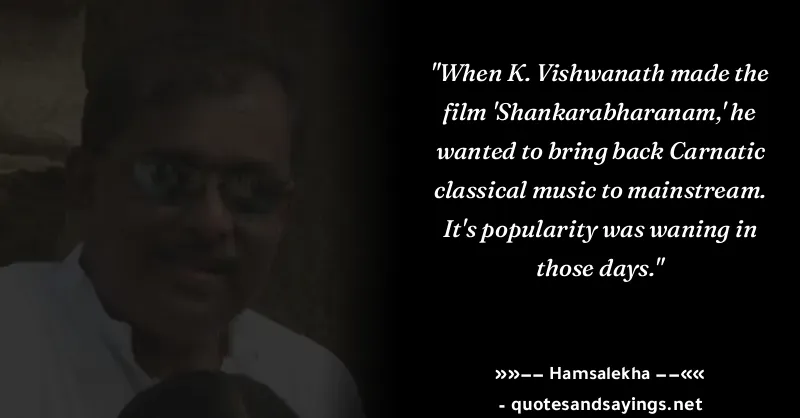 "When K. Vishwanath made the
film 'Shankarabharanam,' he
wanted to bring back Carnatic
classical music to mainstream.
It's popularity was waning in
those days."
»»–– Hamsalekha ––««
- quotesandsayings.net